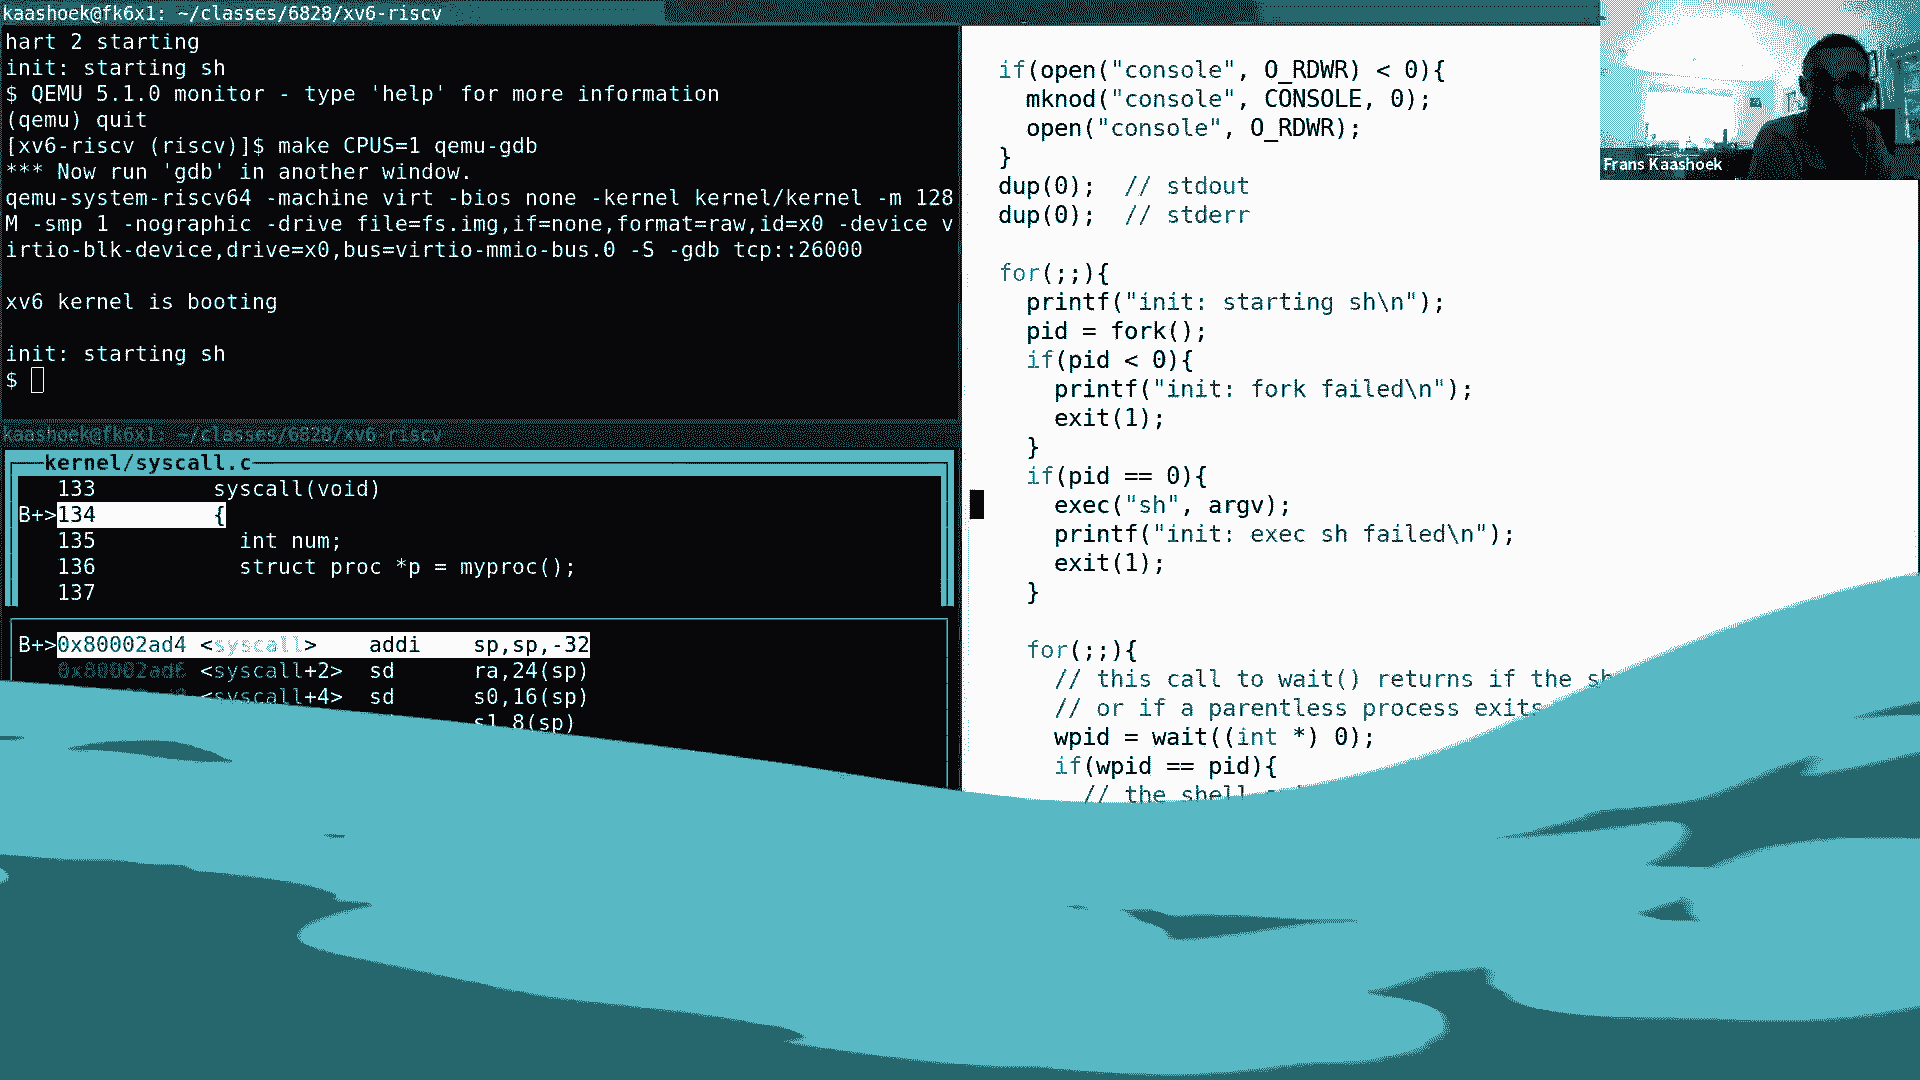 kaashoek@fk6x1: ~/classes/6828/xv6-riscv
hart 2 starting
init: starting sh
$ QEMU 5.1.0 monitor - type 'help' for more information
(qemu) quit
[xv6-riscv (riscv)]$ make CPUS=1 qemu-gdb
*** Now run 'gdb' in another window.
qemu-system-riscv64 -machine virt -bios none -kernel kernel/kernel -m 128
M -smp 1 -nographic -drive file=fs.img,if=none,format=raw,id=x0 -device v
irtio-blk-device,drive=x0,bus=virtio-mmio-bus.0 -S -gdb tcp::26000
xv6 kernel is booting
init: starting sh
$
kaashoek@fk6x1: ~/classes/6828/xv6-riscv
kernel/syscall.c
133 syscall(void)
B+>134 {
135 int num;
136 struct proc *p = myproc();
137
B+>0x80002ad4 <syscall> addi sp,sp,-32
0x80002ad6 <syscall+2> sd ra,24(sp)
<syscall+4> sd s0,16(sp)
s1,8(sp)
if(open("console", O_RDWR) < 0){
mknod("console", CONSOLE, 0);
open("console", O_RDWR);
}
dup(0); // stdout
dup(0); // stderr
for(;;){
printf("init: starting sh\n");
pid = fork();
if(pid < 0){
printf("init: fork failed\n");
exit(1);
}
if(pid == 0){
exec("sh", argv);
printf("init: exec sh failed\n");
exit(1);
}
for(;;){
// this call to wait() returns if the
// or if a parentless process exits
wpid = wait((int *) 0);
if(wpid == pid){
// the shell
Frans Kaashoek